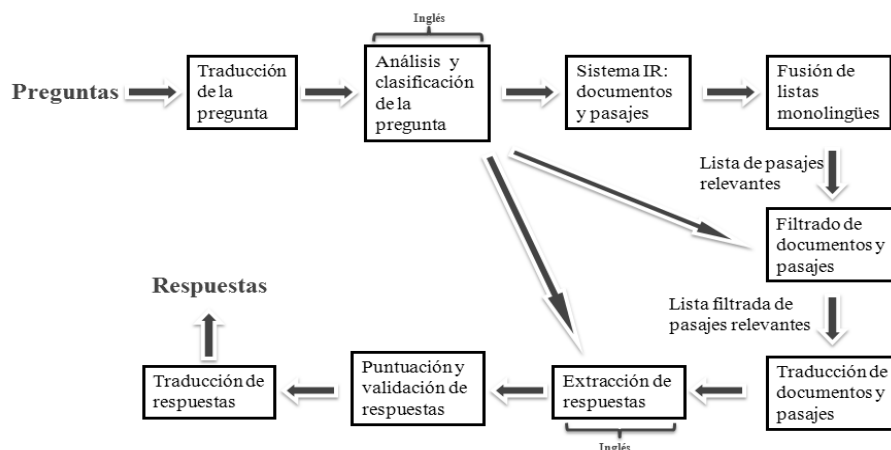 Inglés
Preguntas
Traducción
de la
pregunta
Análisis y
clasificación
de la
pregunta
Sistema IR:
documentos
y pasajes
Fusión de
listas
monolingües
Lista de pasajes
relevantes
Filtrado de
documentos y
pasajes
Lista filtrada de
pasajes relevantes
Traducción de
documentos y
pasajes
Extracción de
respuestas
Inglés
Puntuación y
validación de
respuestas
Traducción de
respuestas
Respuestas